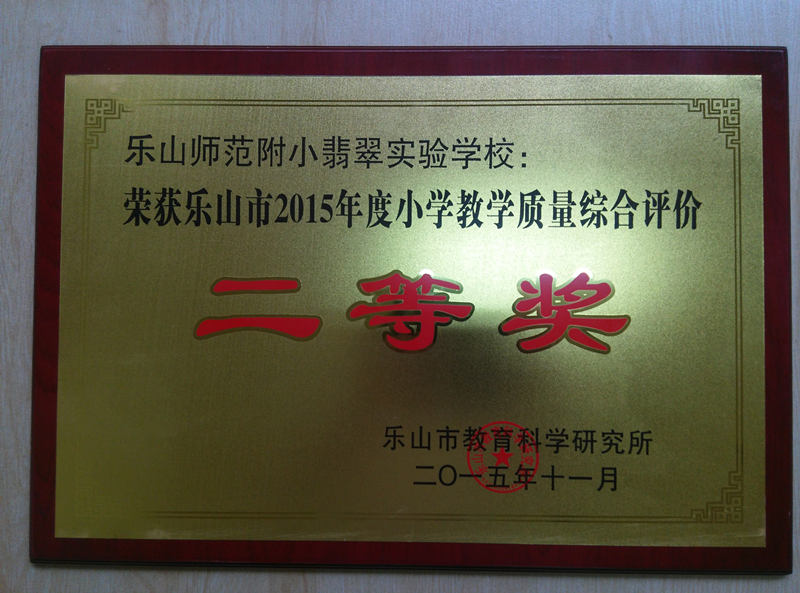 乐山师范附小翡翠实验学校：
荣获乐山市2015年度小学教学质量综合评价
二等奖
乐山市教育科学研究所
二〇一五年十一月